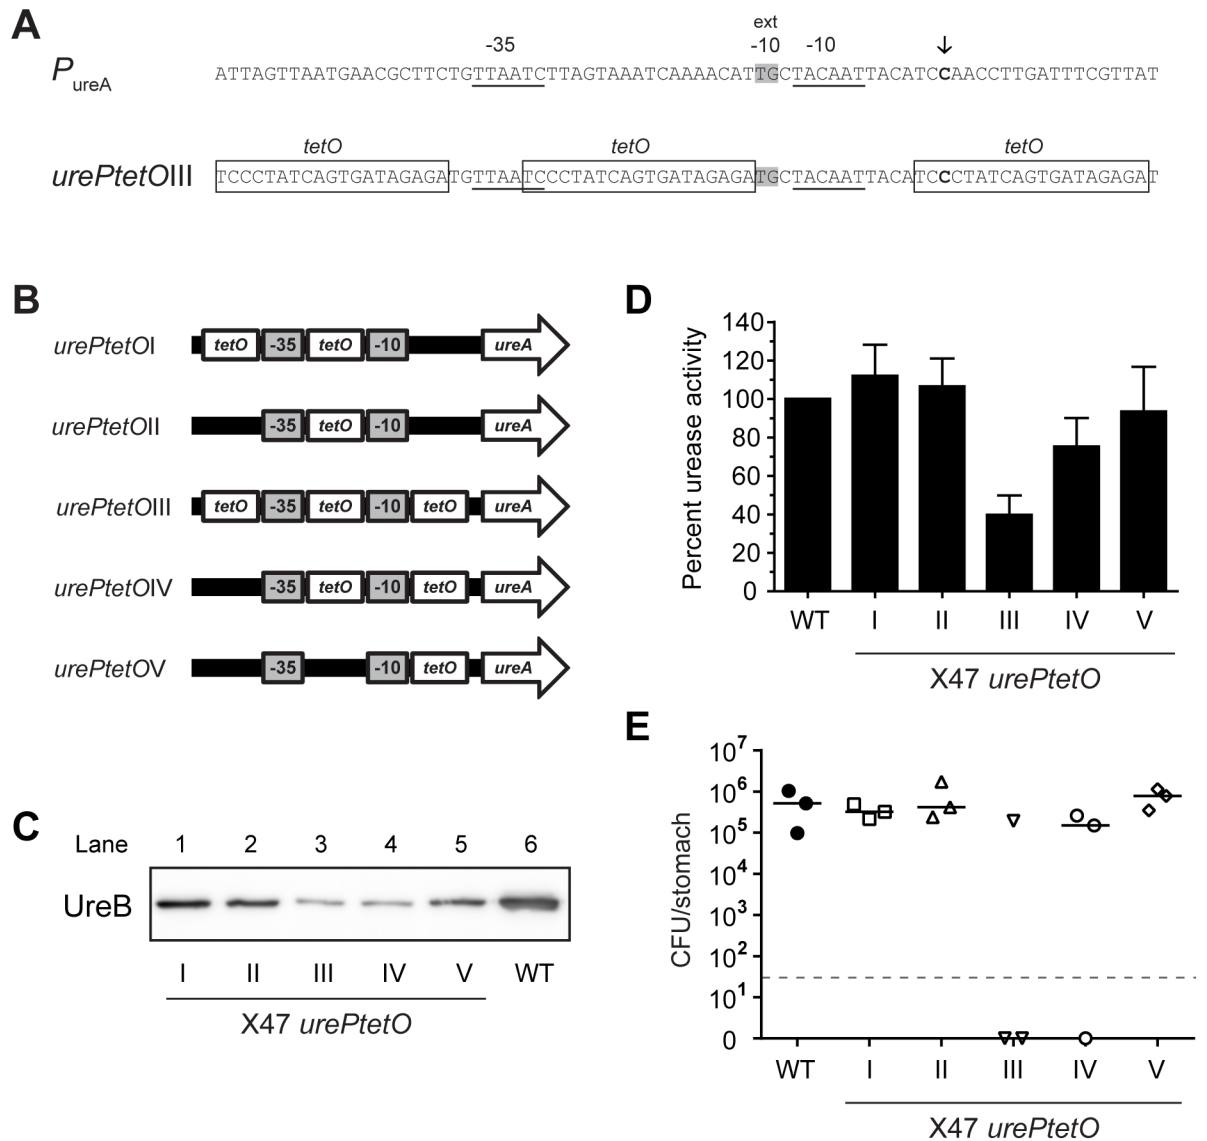 A
ext
-35 -10 -10 ↓
PureA ATTAGTTAATGAACGCTTCTGTTAATCTTAGTAAATCAAAACATTGCTACAATTACATCCAACCTTGATTTCGTTAT
tetO tetO tetO
urePtetOIII TCCCTATCAGTGATAGAGATGTTAATCCCTATCAGTGATAGAGATGCTACAATTACATCCCTATCAGTGATAGAGAT
B
urePtetOI tetO -35 tetO -10 ureA
urePtetOII -35 tetO -10 ureA
urePtetOIII tetO -35 tetO -10 tetO ureA
urePtetOIV -35 tetO -10 tetO ureA
urePtetOV -35 -10 tetO ureA
C
Lane 1 2 3 4 5 6
UreB
I II III IV V WT
X47 urePtetO
D
Percent urease activity
140
120
100
80
60
40
20
0
WT I II III IV V
X47 urePtetO
E
CFU/stomach
10⁷
10⁶
10⁵
10⁴
10³
10²
10¹
0
WT I II III IV V
X47 urePtetO